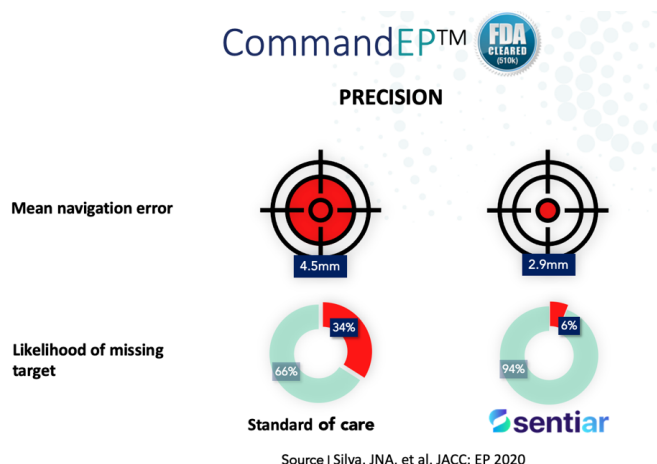 CommandEP™
FDA
CLEARED
(510k)
PRECISION
Mean navigation error
4.5mm
2.9mm
Likelihood of missing
target
34%
66%
6%
94%
Standard of care
sentiar
Source | Silva, JNA, et al. JACC: EP 2020